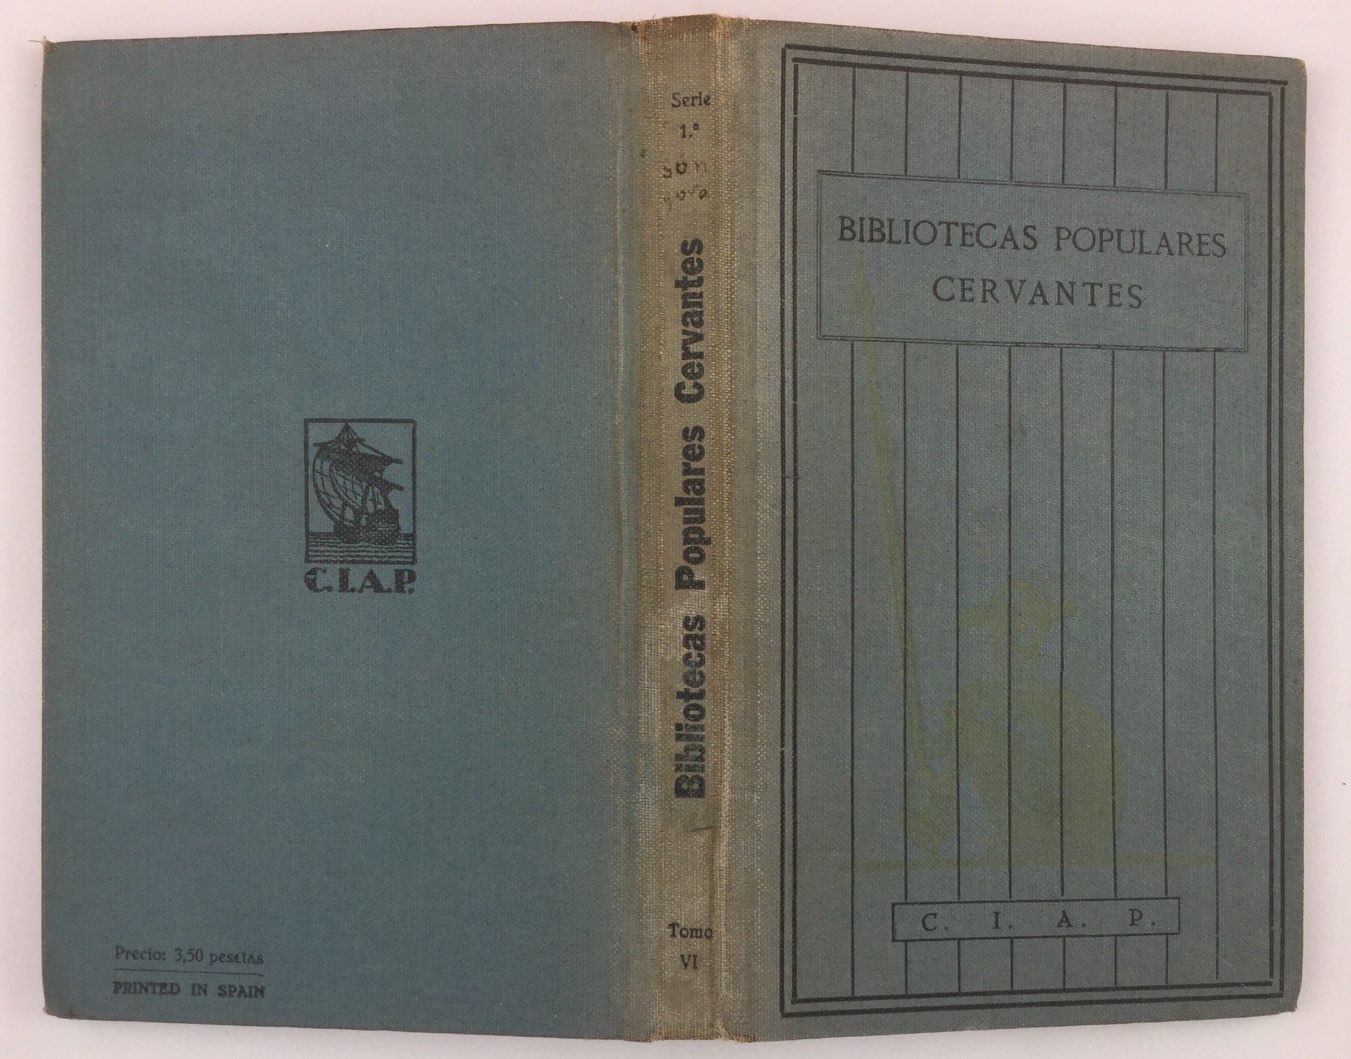 C.I.A.P.
Precio: 3,50 pesetas
PRINTED IN SPAIN
Serie
1.ª
Bibliotecas Populares Cervantes
Tomo
VI
BIBLIOTECAS POPULARES
CERVANTES
C. I. A. P.